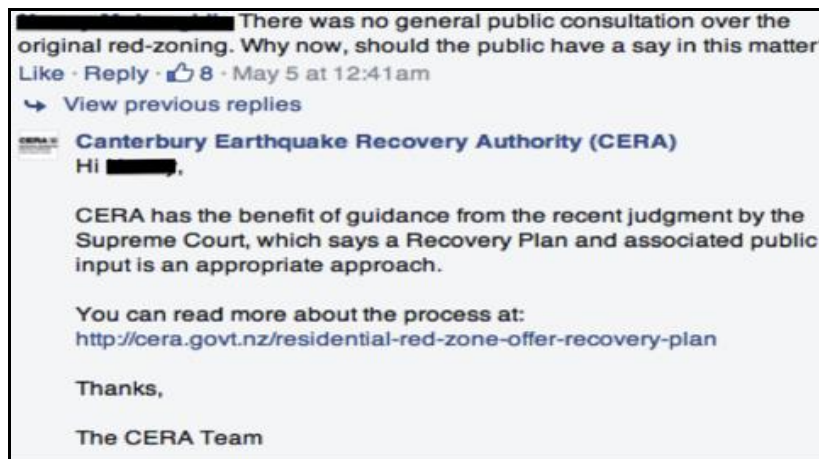 There was no general public consultation over the
original red-zoning. Why now, should the public have a say in this matter
Like · Reply · 8 · May 5 at 12:41am
View previous replies
Canterbury Earthquake Recovery Authority (CERA)
Hi
CERA has the benefit of guidance from the recent judgment by the
Supreme Court, which says a Recovery Plan and associated public
input is an appropriate approach.
You can read more about the process at:
http://cera.govt.nz/residential-red-zone-offer-recovery-plan
Thanks,
The CERA Team